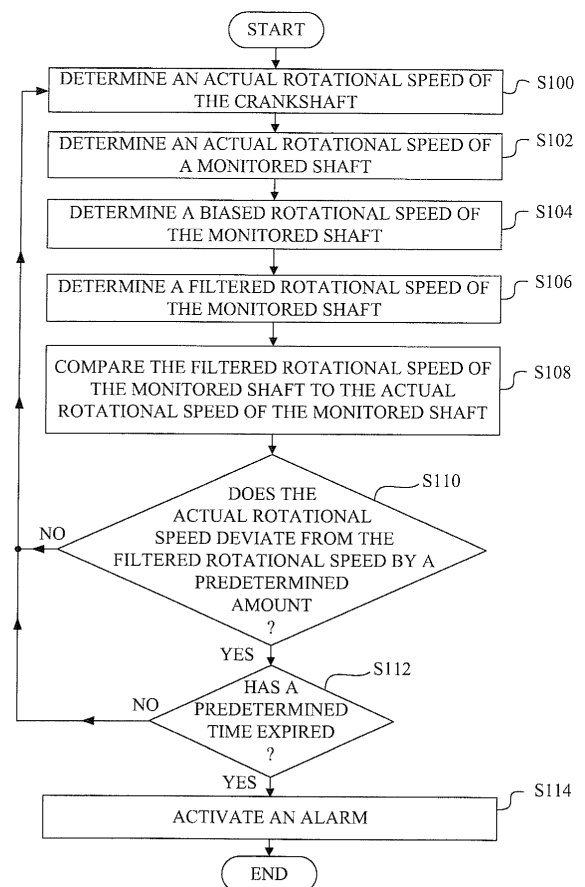 START
DETERMINE AN ACTUAL ROTATIONAL SPEED OF
THE CRANKSHAFT
S100
DETERMINE AN ACTUAL ROTATIONAL SPEED OF
A MONITORED SHAFT
S102
DETERMINE A BIASED ROTATIONAL SPEED OF
THE MONITORED SHAFT
S104
DETERMINE A FILTERED ROTATIONAL SPEED OF
THE MONITORED SHAFT
S106
COMPARE THE FILTERED ROTATIONAL SPEED OF
THE MONITORED SHAFT TO THE ACTUAL
ROTATIONAL SPEED OF THE MONITORED SHAFT
S108
S110
DOES THE
ACTUAL ROTATIONAL
SPEED DEVIATE FROM THE
FILTERED ROTATIONAL SPEED BY A
PREDETERMINED
AMOUNT
?
NO
YES
S112
HAS A
PREDETERMINED
TIME EXPIRED
?
NO
YES
ACTIVATE AN ALARM
S114
END